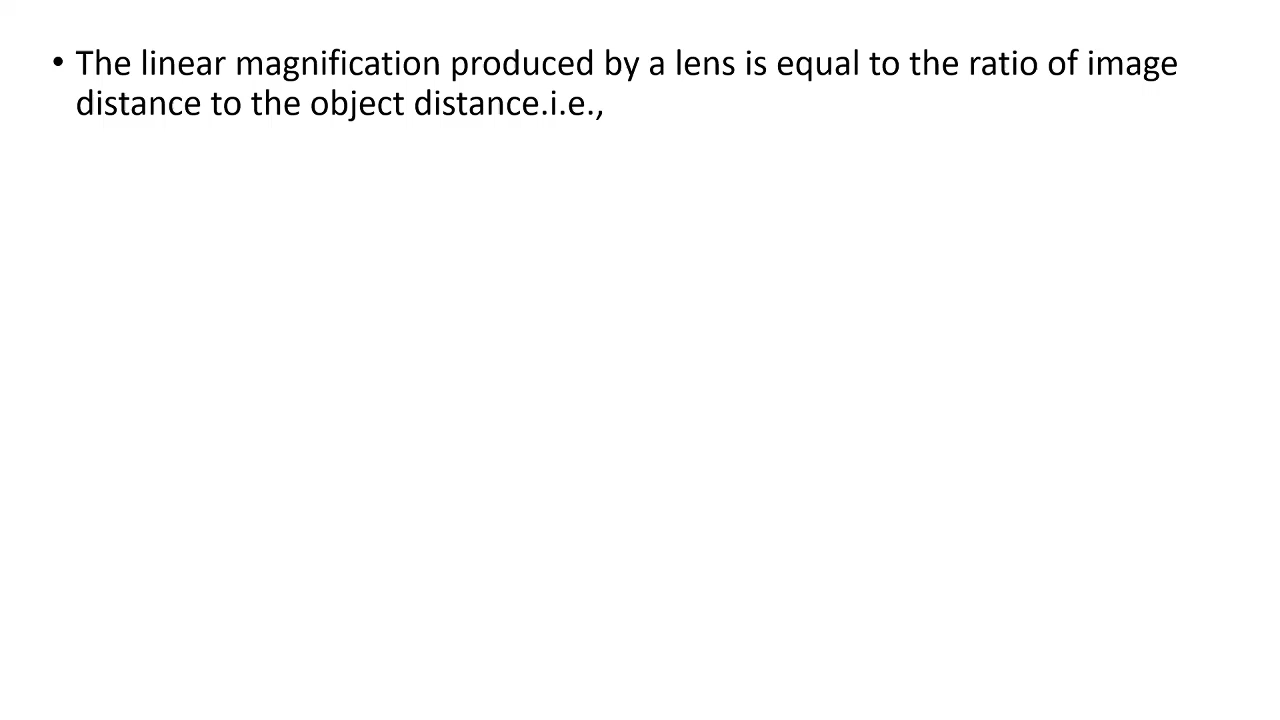 • The linear magnification produced by a lens is equal to the ratio of image
distance to the object distance.i.e.,